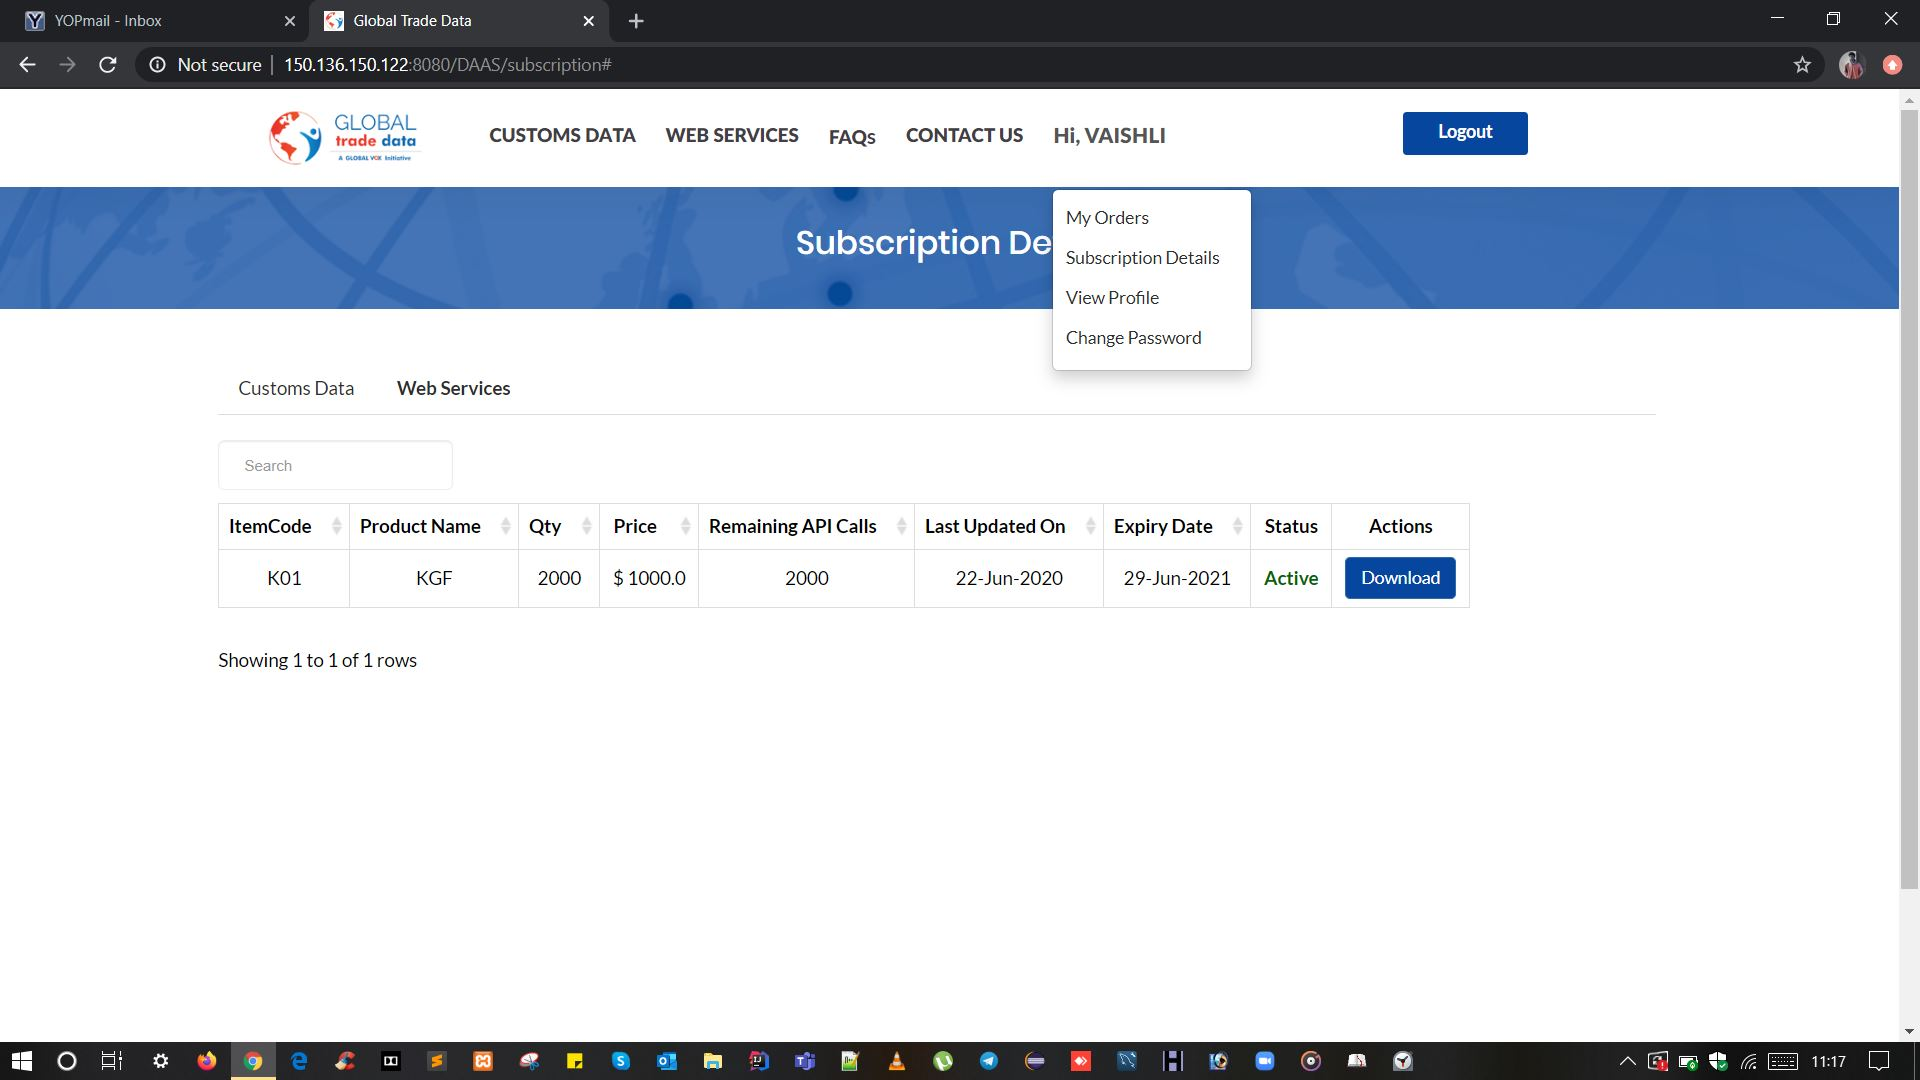 YOPmail - Inbox
Global Trade Data
Not secure
150.136.150.122:8080/DAAS/subscription#
GLOBAL
trade data
A GLOBAL VOX Initiative
CUSTOMS DATA
WEB SERVICES
FAQs
CONTACT US
Hi, VAISHLI
Logout
Subscription De
My Orders
Subscription Details
View Profile
Change Password
Customs Data
Web Services
Search
ItemCode Product Name Qty Price Remaining API Calls Last Updated On Expiry Date Status Actions
K01 KGF 2000 $ 1000.0 2000 22-Jun-2020 29-Jun-2021 Active Download
Showing 1 to 1 of 1 rows
11:17